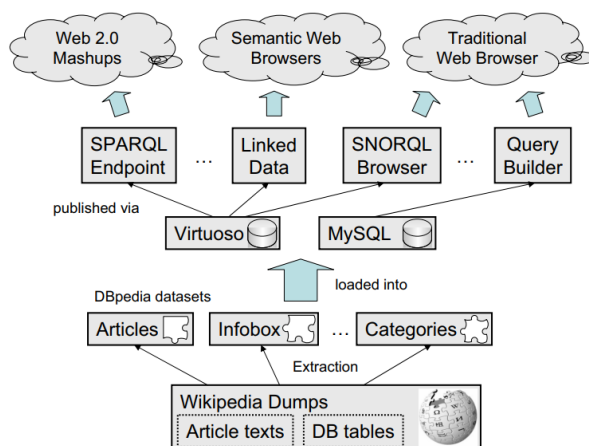 Web 2.0
Mashups
Semantic Web
Browsers
Traditional
Web Browser
SPARQL
Endpoint
...
Linked
Data
SNORQL
Browser
...
Query
Builder
published via
Virtuoso
MySQL
loaded into
DBpedia datasets
Articles
Infobox
...
Categories
Extraction
Wikipedia Dumps
Article texts
DB tables